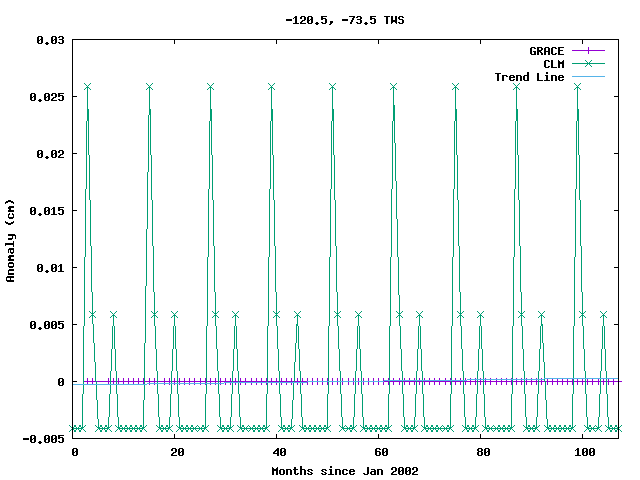 -120.5, -73.5 TWS
0.03
0.025
0.02
0.015
0.01
0.005
0
-0.005
Anomaly (cm)
GRACE
CLM
Trend Line
0 20 40 60 80 100
Months since Jan 2002